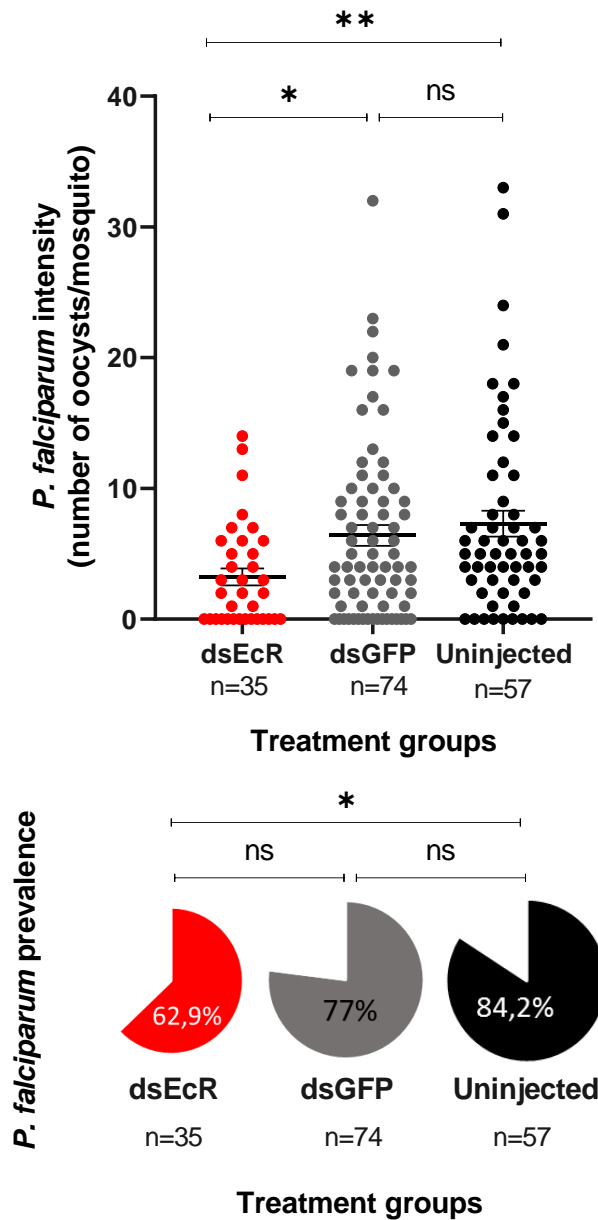 **
*
ns
40
30
20
10
0
P. falciparum intensity
(number of oocysts/mosquito)
dsEcR
dsGFP
Uninjected
n=35
n=74
n=57
Treatment groups
*
ns
ns
P. falciparum prevalence
62,9%
77%
84,2%
dsEcR
dsGFP
Uninjected
n=35
n=74
n=57
Treatment groups